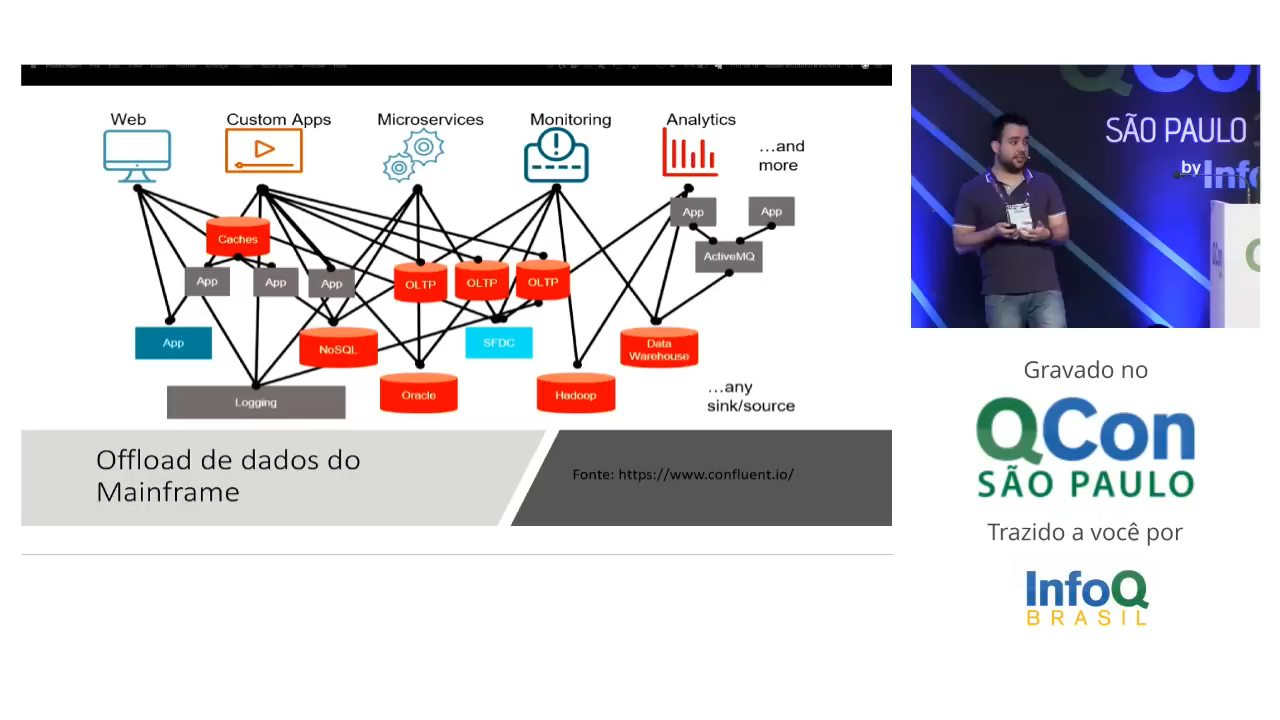 Web
Custom Apps
Microservices
Monitoring
Analytics
...and
more
App
App
Caches
ActiveMQ
App
App
App
OLTP
OLTP
OLTP
App
NoSQL
SFDC
Data
Warehouse
Logging
Oracle
Hadoop
...any
sink/source
Offload de dados do
Mainframe
Fonte: https://www.confluent.io/
QCon
SÃO PAULO
by Info
Gravado no
QCon
SÃO PAULO
Trazido a você por
InfoQ
BRASIL